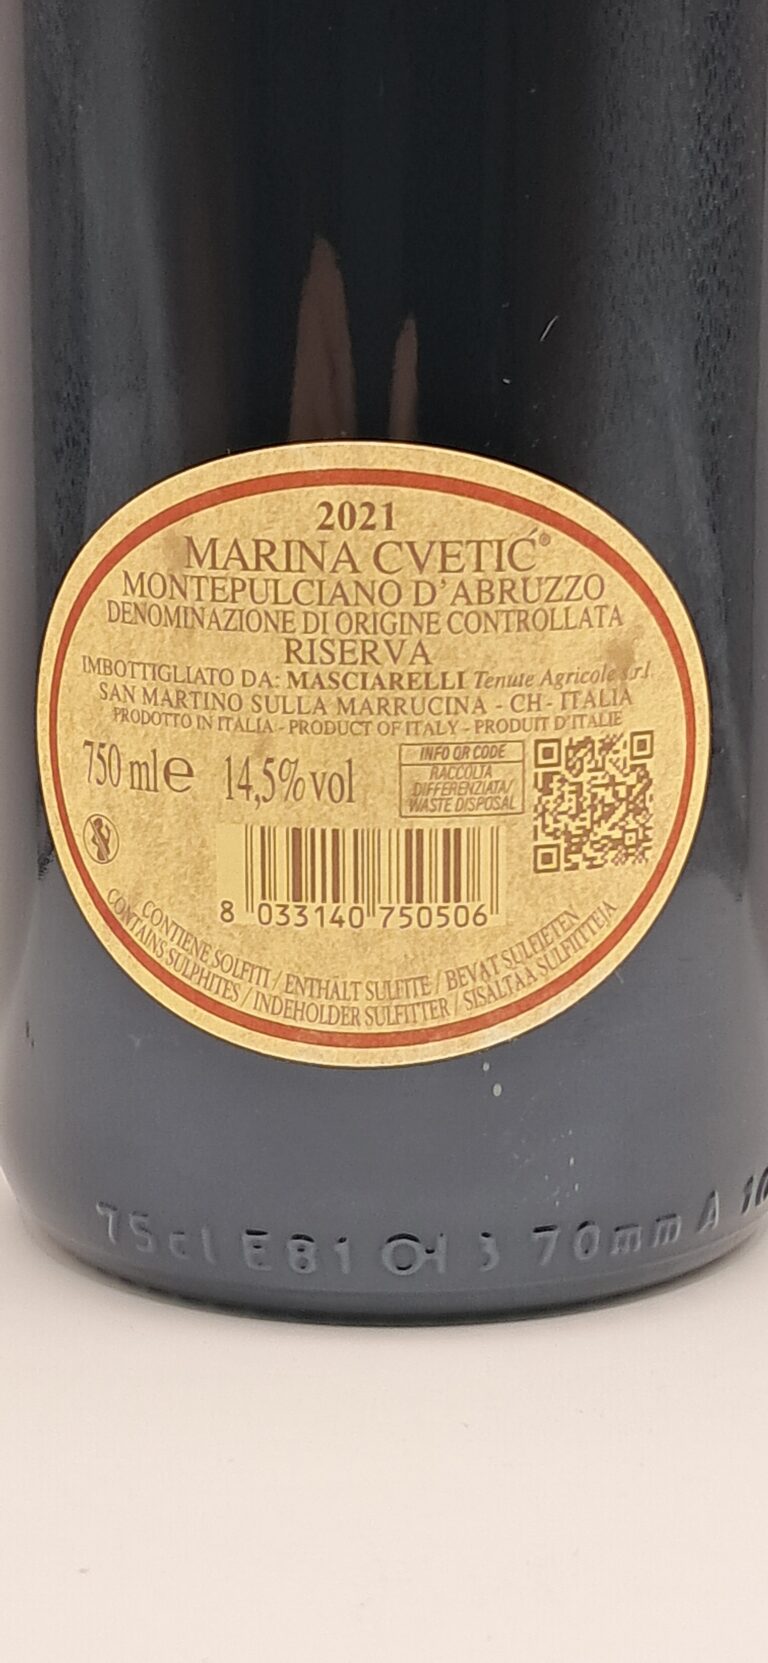 2021
MARINA CVETIĆ®
MONTEPULCIANO D'ABRUZZO
DENOMINAZIONE DI ORIGINE CONTROLLATA
RISERVA
IMBOTTIGLIATO DA: MASCIARELLI Tenute Agricole s.r.l.
SAN MARTINO SULLA MARRUCINA - CH - ITALIA
PRODOTTO IN ITALIA - PRODUCT OF ITALY - PRODUIT D'ITALIE
750 ml e 14,5% vol
INFO QR CODE
RACCOLTA
DIFFERENZIATA/
WASTE DISPOSAL
8 033140 750506
CONTIENE SOLFITI / ENTHÄLT SULFITE / BEVAT SULFIETEN
CONTAINS SULPHITES / INDEHOLDER SULFITTER / SISÄLTÄÄ SULFIITTEJA
75cl E81 3 70mm A 10